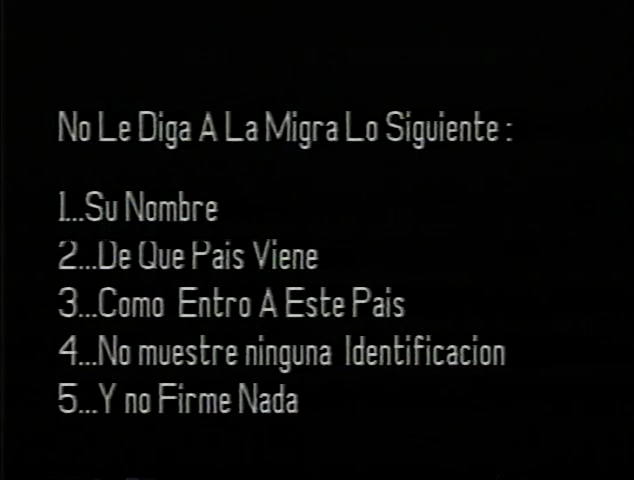 No Le Diga A La Migra Lo Siguiente :
1...Su Nombre
2...De Que Pais Viene
3...Como Entro A Este Pais
4...No muestre ninguna Identificacion
5...Y no Firme Nada